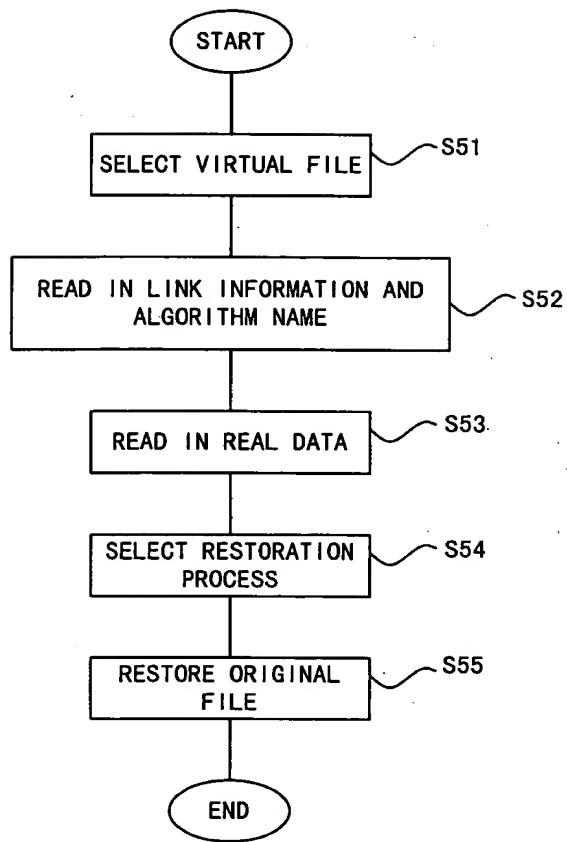 START
SELECT VIRTUAL FILE
S51
READ IN LINK INFORMATION AND
ALGORITHM NAME
S52
READ IN REAL DATA
S53
SELECT RESTORATION
PROCESS
S54
RESTORE ORIGINAL
FILE
S55
END